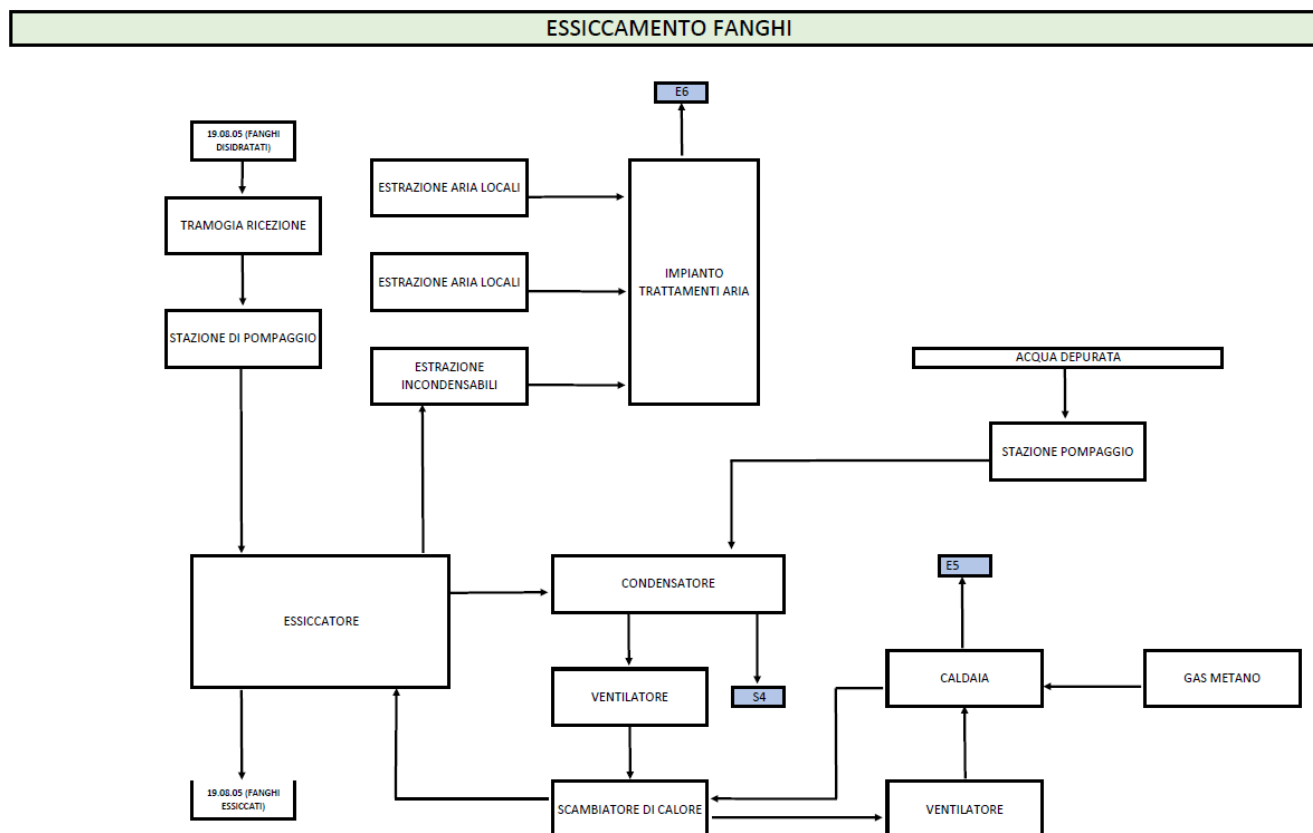 ESSICCAMENTO FANGHI
E6
19.08.05 (FANGHI
DISIDRATATI)
ESTRAZIONE ARIA LOCALI
TRAMOGIA RICEZIONE
ESTRAZIONE ARIA LOCALI
IMPIANTO
TRATTAMENTI ARIA
STAZIONE DI POMPAGGIO
ESTRAZIONE
INCONDENSABILI
ACQUA DEPURATA
STAZIONE POMPAGGIO
E5
CONDENSATORE
ESSICCATORE
CALDAIA
GAS METANO
VENTILATORE
S4
19.08.05 (FANGHI
ESSICCATI)
SCAMBIATORE DI CALORE
VENTILATORE